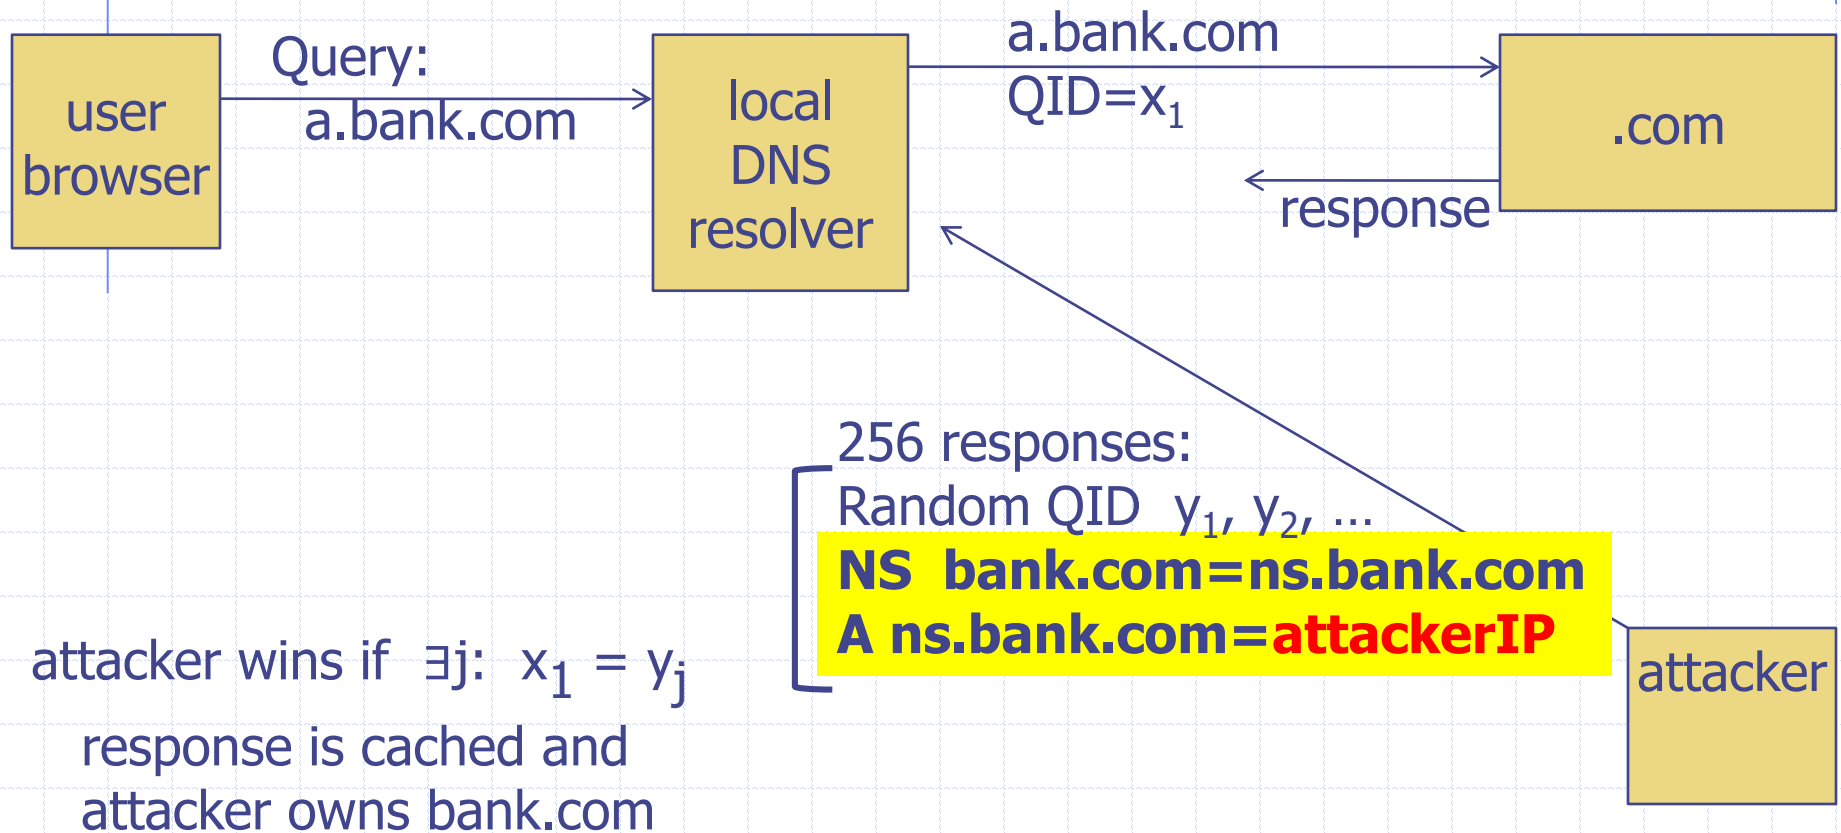 user
browser
Query:
a.bank.com
local
DNS
resolver
a.bank.com
QID=x₁
.com
response
256 responses:
Random QID y₁, y₂, …
NS bank.com=ns.bank.com
A ns.bank.com=attackerIP
attacker
attacker wins if ∃j: x₁ = yⱼ
response is cached and
attacker owns bank.com